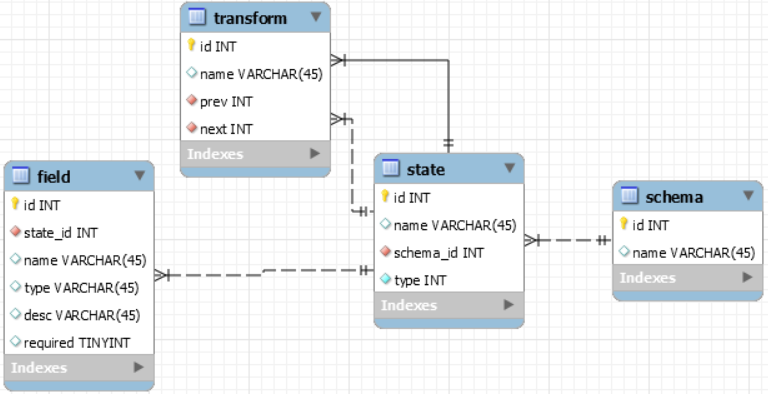 transform
id INT
name VARCHAR(45)
prev INT
next INT
Indexes
field
id INT
state_id INT
name VARCHAR(45)
type VARCHAR(45)
desc VARCHAR(45)
required TINYINT
Indexes
state
id INT
name VARCHAR(45)
schema_id INT
type INT
Indexes
schema
id INT
name VARCHAR(45)
Indexes